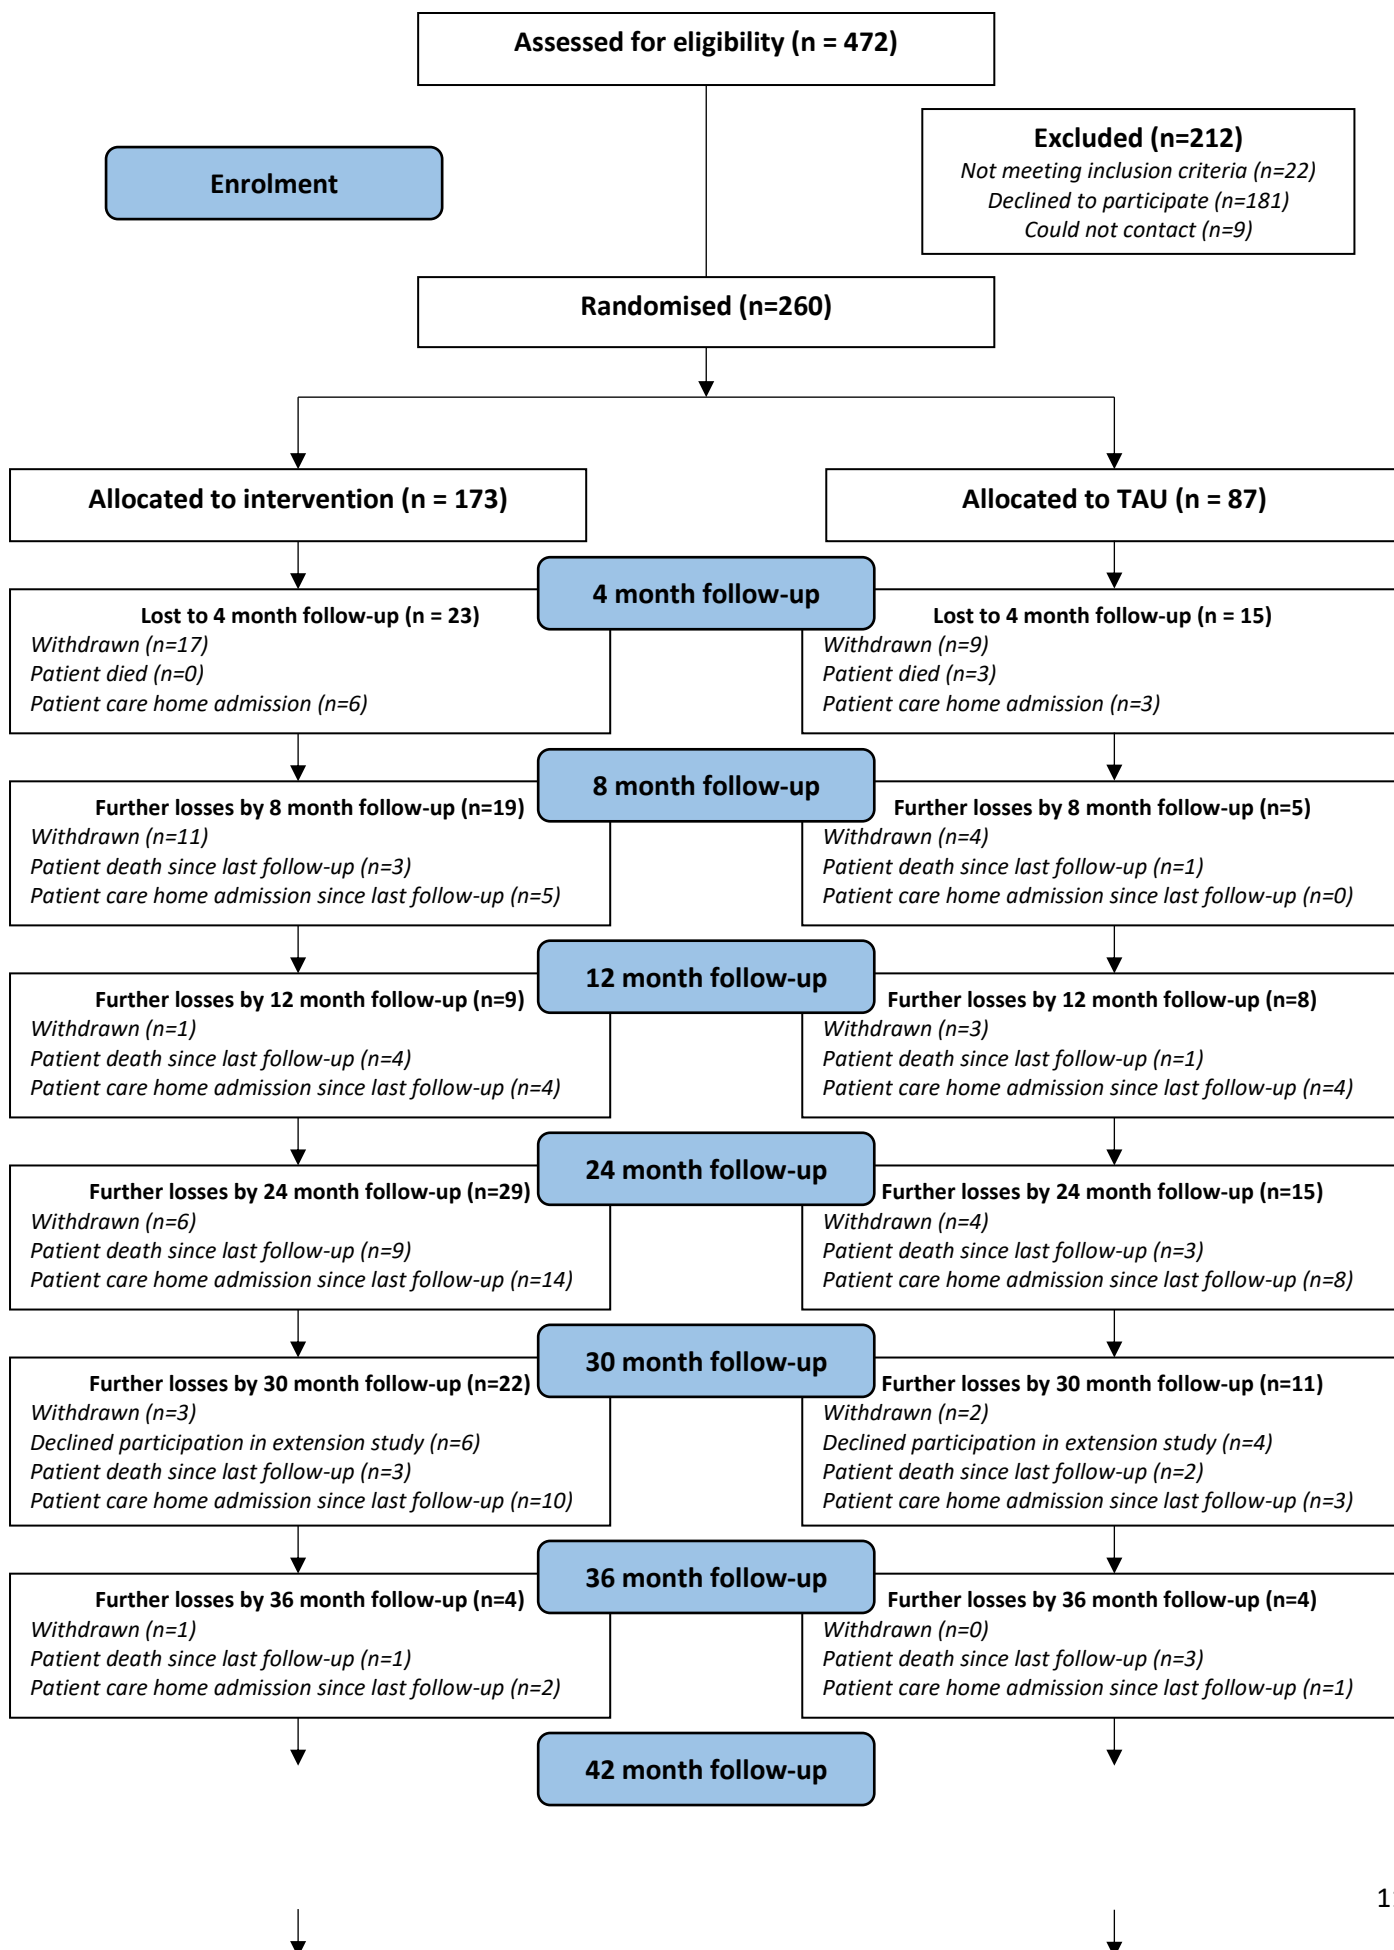 Assessed for eligibility (n = 472)
Excluded (n=212)
Not meeting inclusion criteria (n=22)
Declined to participate (n=181)
Could not contact (n=9)
Enrolment
Randomised (n=260)
Allocated to intervention (n = 173)
Allocated to TAU (n = 87)
4 month follow-up
Lost to 4 month follow-up (n = 23)
Withdrawn (n=17)
Patient died (n=0)
Patient care home admission (n=6)
Lost to 4 month follow-up (n = 15)
Withdrawn (n=9)
Patient died (n=3)
Patient care home admission (n=3)
8 month follow-up
Further losses by 8 month follow-up (n=19)
Withdrawn (n=11)
Patient death since last follow-up (n=3)
Patient care home admission since last follow-up (n=5)
Further losses by 8 month follow-up (n=5)
Withdrawn (n=4)
Patient death since last follow-up (n=1)
Patient care home admission since last follow-up (n=0)
12 month follow-up
Further losses by 12 month follow-up (n=9)
Withdrawn (n=1)
Patient death since last follow-up (n=4)
Patient care home admission since last follow-up (n=4)
Further losses by 12 month follow-up (n=8)
Withdrawn (n=3)
Patient death since last follow-up (n=1)
Patient care home admission since last follow-up (n=4)
24 month follow-up
Further losses by 24 month follow-up (n=29)
Withdrawn (n=6)
Patient death since last follow-up (n=9)
Patient care home admission since last follow-up (n=14)
Further losses by 24 month follow-up (n=15)
Withdrawn (n=4)
Patient death since last follow-up (n=3)
Patient care home admission since last follow-up (n=8)
30 month follow-up
Further losses by 30 month follow-up (n=22)
Withdrawn (n=3)
Declined participation in extension study (n=6)
Patient death since last follow-up (n=3)
Patient care home admission since last follow-up (n=10)
Further losses by 30 month follow-up (n=11)
Withdrawn (n=2)
Declined participation in extension study (n=4)
Patient death since last follow-up (n=2)
Patient care home admission since last follow-up (n=3)
36 month follow-up
Further losses by 36 month follow-up (n=4)
Withdrawn (n=1)
Patient death since last follow-up (n=1)
Patient care home admission since last follow-up (n=2)
Further losses by 36 month follow-up (n=4)
Withdrawn (n=0)
Patient death since last follow-up (n=3)
Patient care home admission since last follow-up (n=1)
42 month follow-up